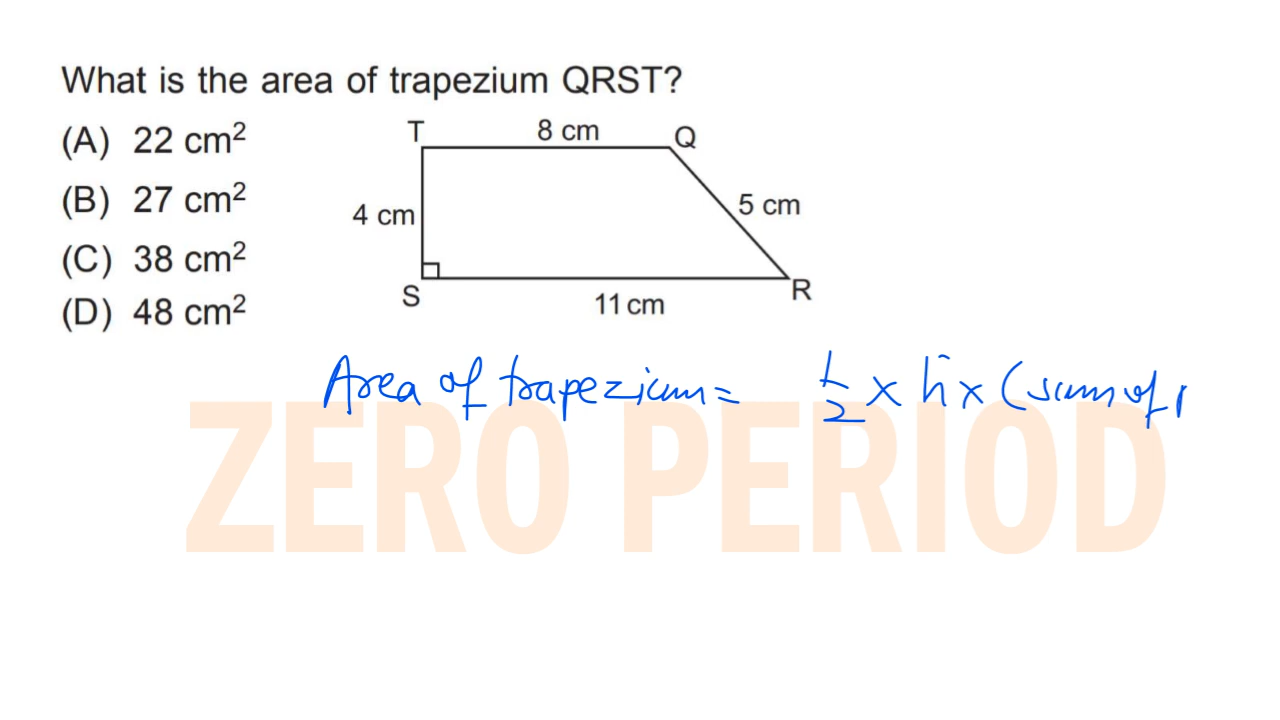 What is the area of trapezium QRST?
(A) 22 cm²
(B) 27 cm²
(C) 38 cm²
(D) 48 cm²
T 8 cm Q
4 cm 5 cm
S 11 cm R
Area of trapezium = 1/2 × h × (sum of
ZERO PERIOD